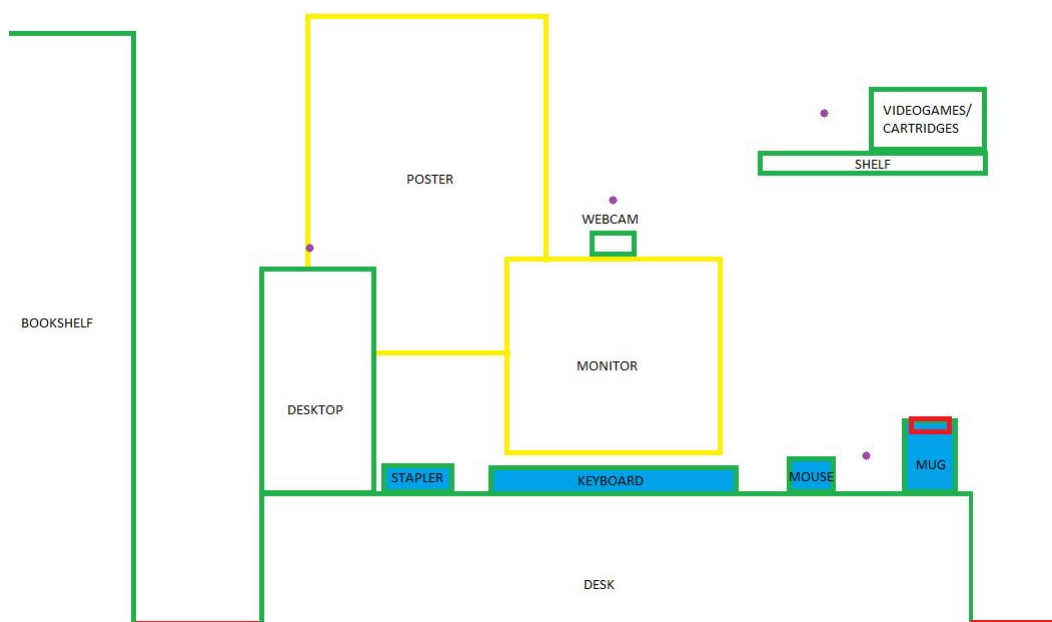 VIDEOGAMES/
CARTRIDGES
SHELF
POSTER
WEBCAM
BOOKSHELF
MONITOR
DESKTOP
STAPLER
KEYBOARD
MOUSE
MUG
DESK